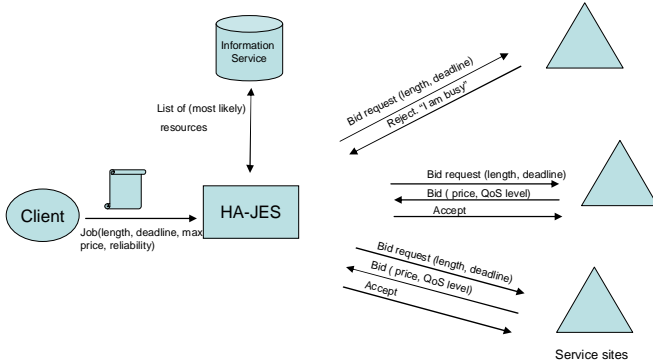 Information
Service
List of (most likely)
resources
Client
Job(length, deadline, max
price, reliability)
HA-JES
Bid request (length, deadline)
Reject. "I am busy"
Bid request (length, deadline)
Bid ( price, QoS level)
Accept
Bid request (length, deadline)
Bid ( price, QoS level)
Accept
Service sites